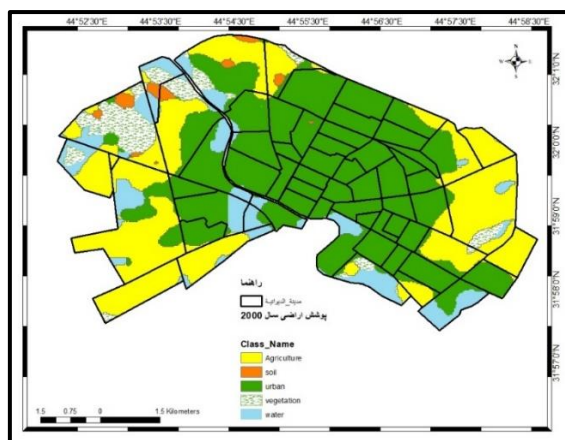 44°52'30"E 44°53'30"E 44°54'30"E 44°55'30"E 44°56'30"E 44°57'30"E 44°58'30"E
N
W E
S
32°1'0"N
32°0'0"N
31°59'0"N
31°58'0"N
31°57'0"N
راهنما
مدينة_الديوانية
پوشش اراضی سال 2000
Class_Name
Agriculture
soil
urban
vegetation
water
1.5 0.75 0 1.5 Kilometers